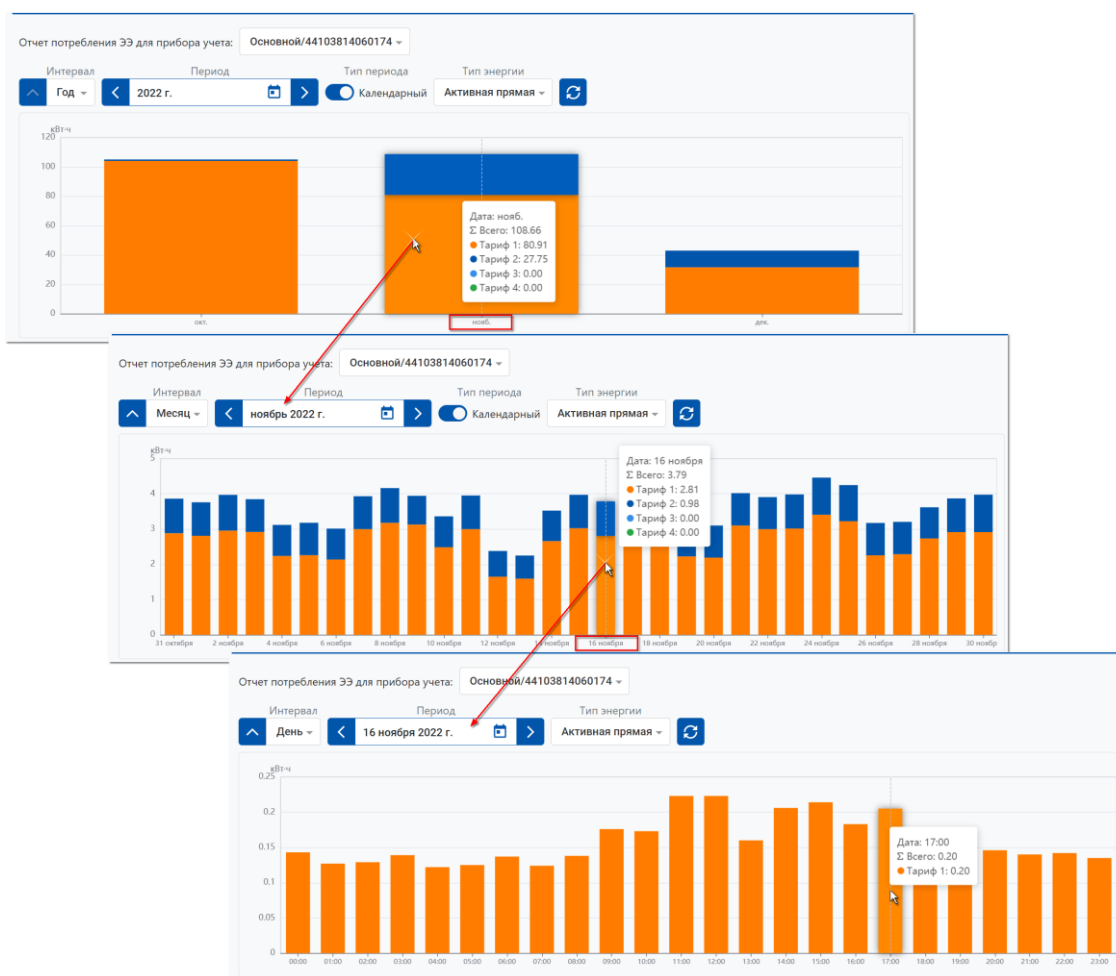 Отчет потребления ЭЭ для прибора учета: Основной/44103814060174
Интервал Период Тип периода Тип энергии
Год 2022 г. Календарный Активная прямая
кВт·ч
120
100
80
60
40
20
0
Дата: нояб.
Σ Всего: 108.66
Тариф 1: 80.91
Тариф 2: 27.75
Тариф 3: 0.00
Тариф 4: 0.00
окт. нояб. дек.
Отчет потребления ЭЭ для прибора учета: Основной/44103814060174
Интервал Период Тип периода Тип энергии
Месяц ноябрь 2022 г. Календарный Активная прямая
кВт·ч
5
4
3
2
1
0
Дата: 16 ноября
Σ Всего: 3.79
Тариф 1: 2.81
Тариф 2: 0.98
Тариф 3: 0.00
Тариф 4: 0.00
31 октября 2 ноября 4 ноября 6 ноября 8 ноября 10 ноября 12 ноября 14 ноября 16 ноября 18 ноября 20 ноября 22 ноября 24 ноября 26 ноября 28 ноября 30 ноябр
Отчет потребления ЭЭ для прибора учета: Основной/44103814060174
Интервал Период Тип энергии
День 16 ноября 2022 г. Активная прямая
кВт·ч
0,25
0.2
0.15
0.1
0.05
0
Дата: 17:00
Σ Всего: 0.20
Тариф 1: 0.20
00:00 01:00 02:00 03:00 04:00 05:00 06:00 07:00 08:00 09:00 10:00 11:00 12:00 13:00 14:00 15:00 16:00 17:00 18:00 19:00 20:00 21:00 22:00 23:00